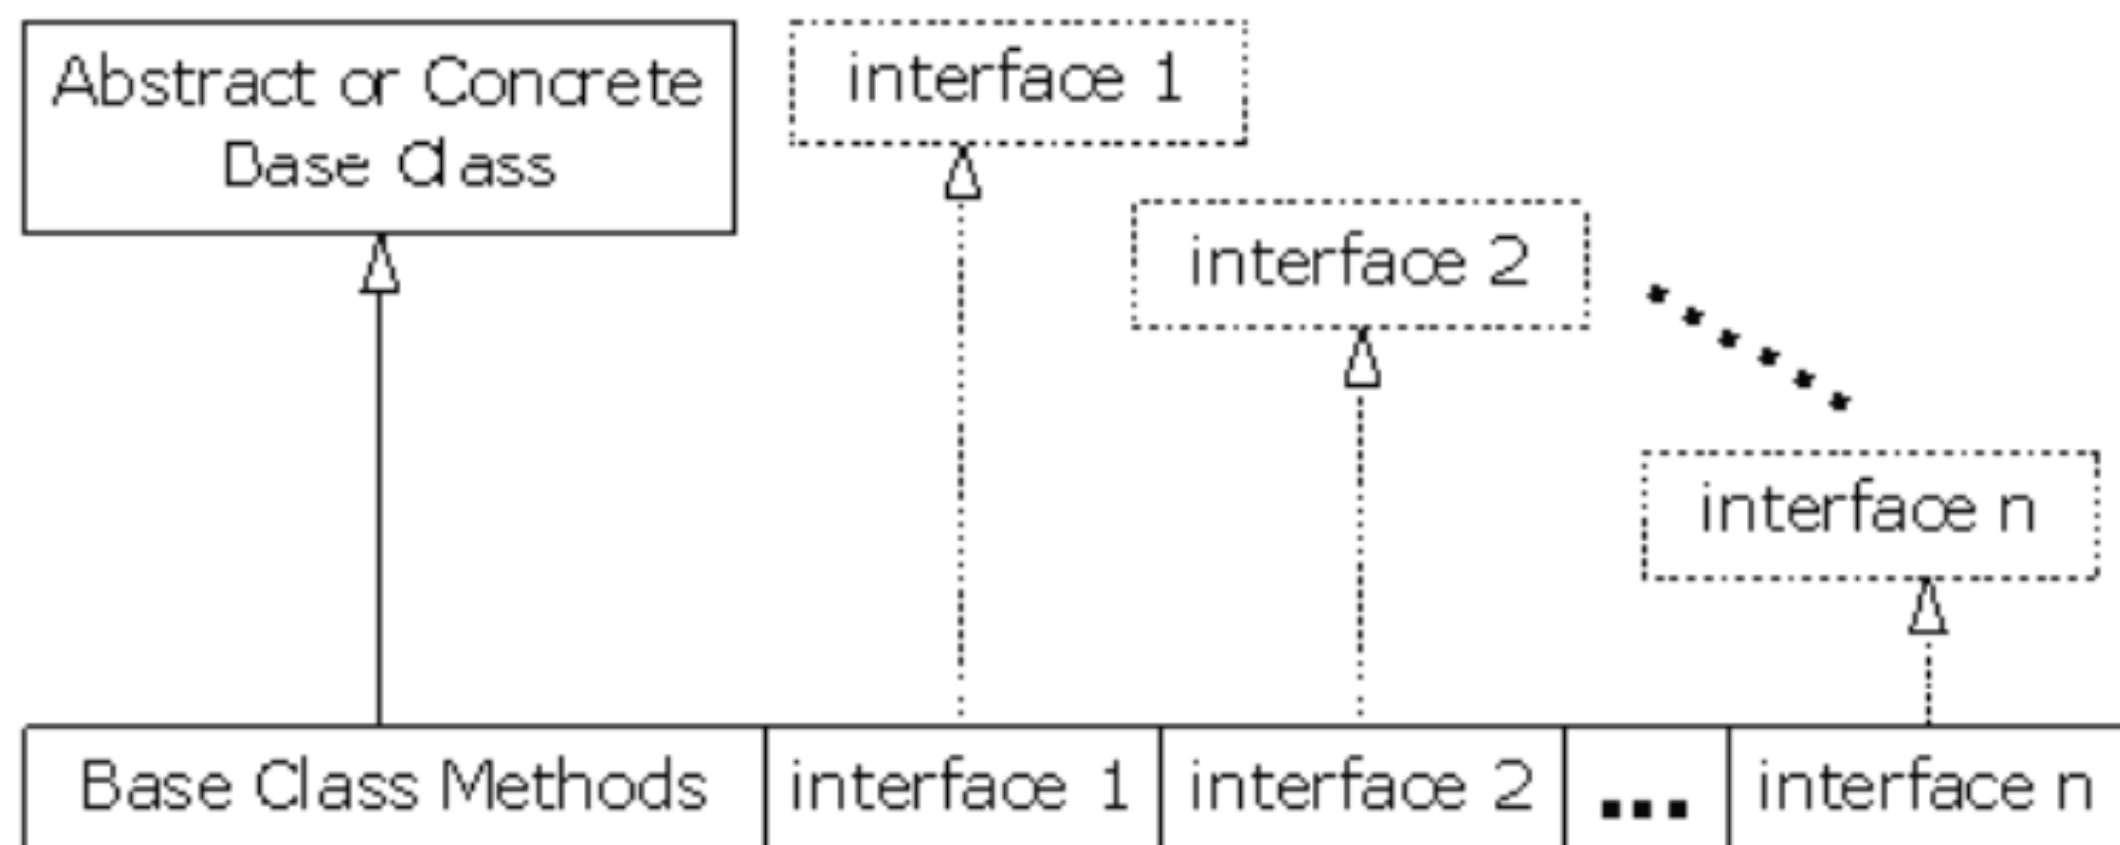 Abstract or Concrete
Base Class
interface 1
interface 2
interface n
Base Class Methods
interface 1
interface 2
...
interface n